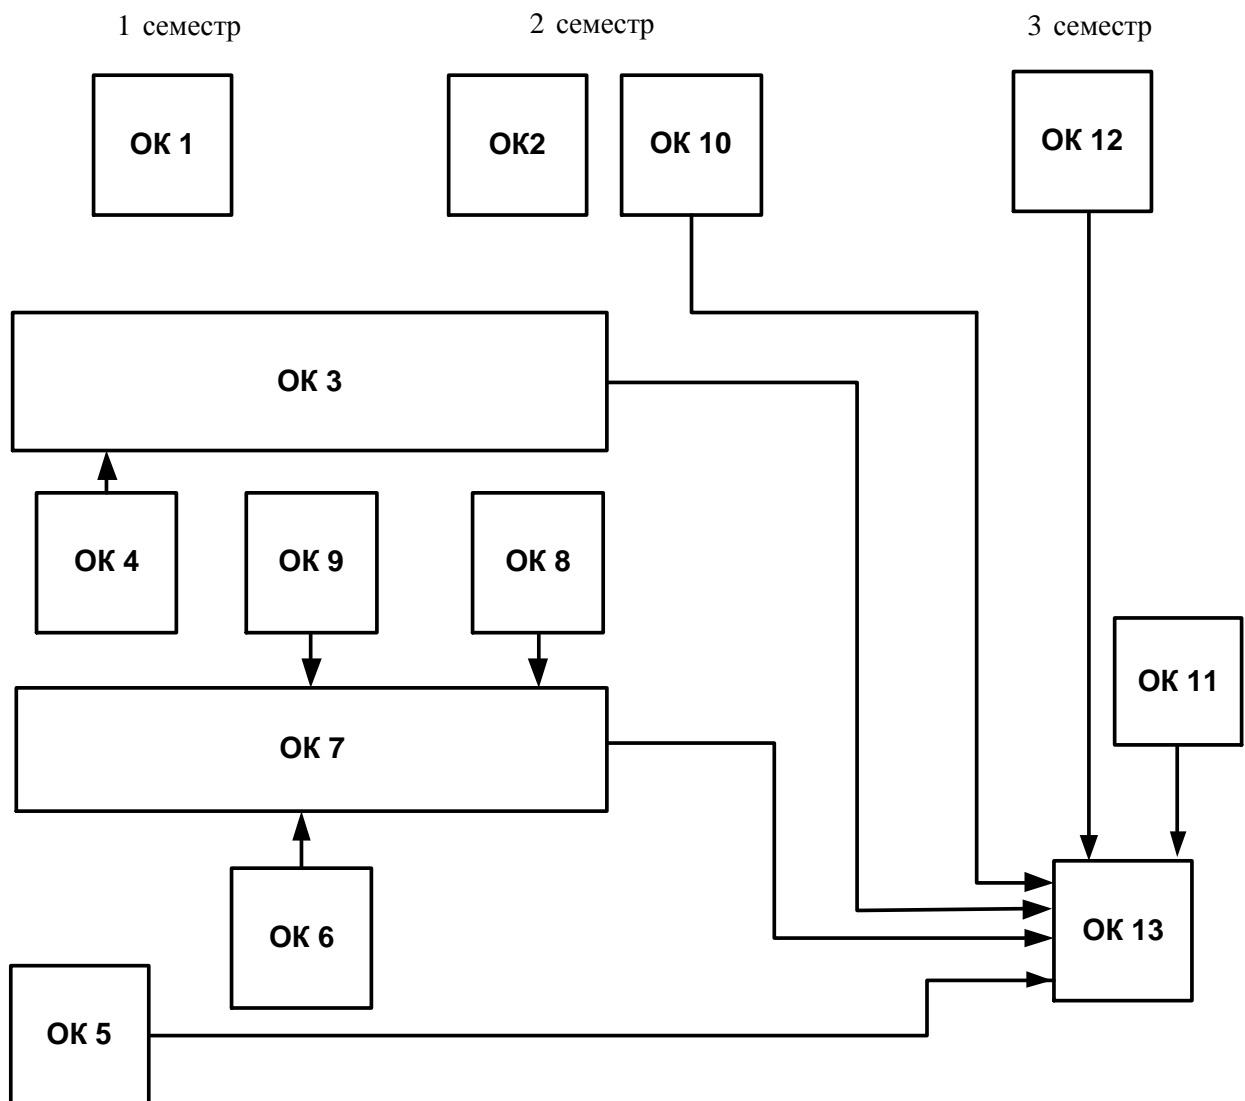 1 семестр
2 семестр
3 семестр
ОК 1
ОК2
ОК 10
ОК 12
ОК 3
ОК 4
ОК 9
ОК 8
ОК 11
ОК 7
ОК 6
ОК 13
ОК 5